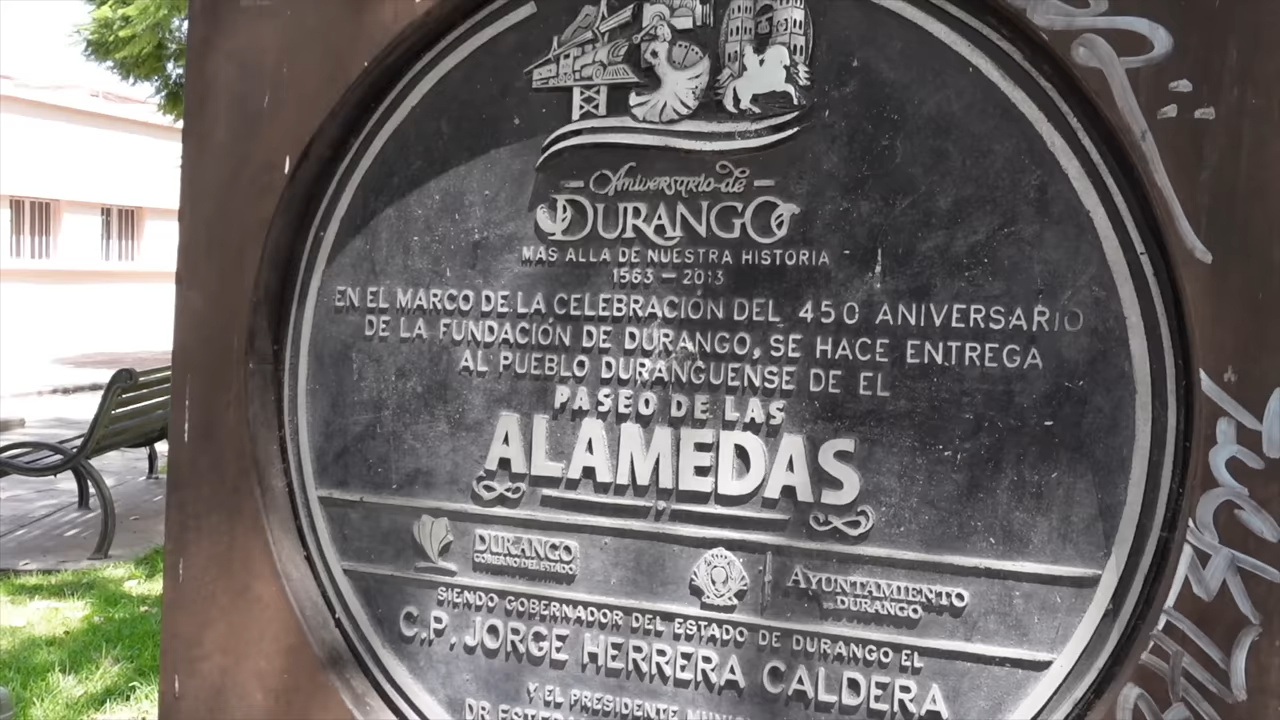 450
Aniversario de
DURANGO
MAS ALLA DE NUESTRA HISTORIA
1563 — 2013
EN EL MARCO DE LA CELEBRACIÓN DEL 450 ANIVERSARIO
DE LA FUNDACIÓN DE DURANGO, SE HACE ENTREGA
AL PUEBLO DURANGUENSE DE EL
PASEO DE LAS
ALAMEDAS
DURANGO
GOBIERNO DEL ESTADO
AYUNTAMIENTO
DURANGO
SIENDO GOBERNADOR DEL ESTADO DE DURANGO EL
C.P. JORGE HERRERA CALDERA
Y EL PRESIDENTE
DR